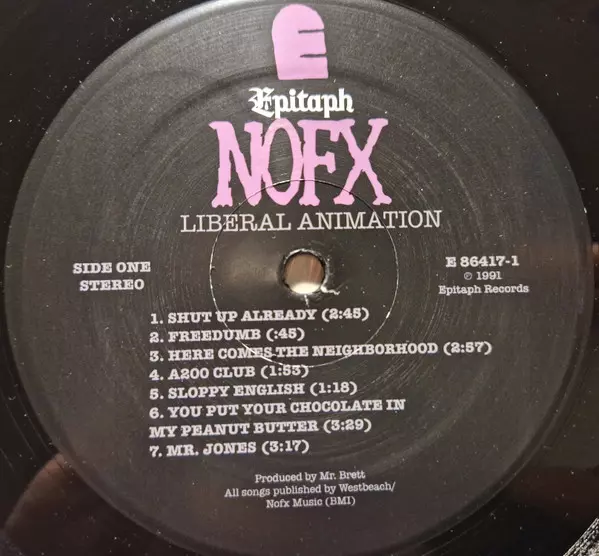 E
Epitaph
NOFX
LIBERAL ANIMATION
SIDE ONE
STEREO
E 86417-1
℗ 1991
Epitaph Records
1. SHUT UP ALREADY (2:45)
2. FREEDUMB (:45)
3. HERE COMES THE NEIGHBORHOOD (2:57)
4. A200 CLUB (1:53)
5. SLOPPY ENGLISH (1:18)
6. YOU PUT YOUR CHOCOLATE IN
MY PEANUT BUTTER (3:29)
7. MR. JONES (3:17)
Produced by Mr. Brett
All songs published by Westbeach/
Nofx Music (BMI)